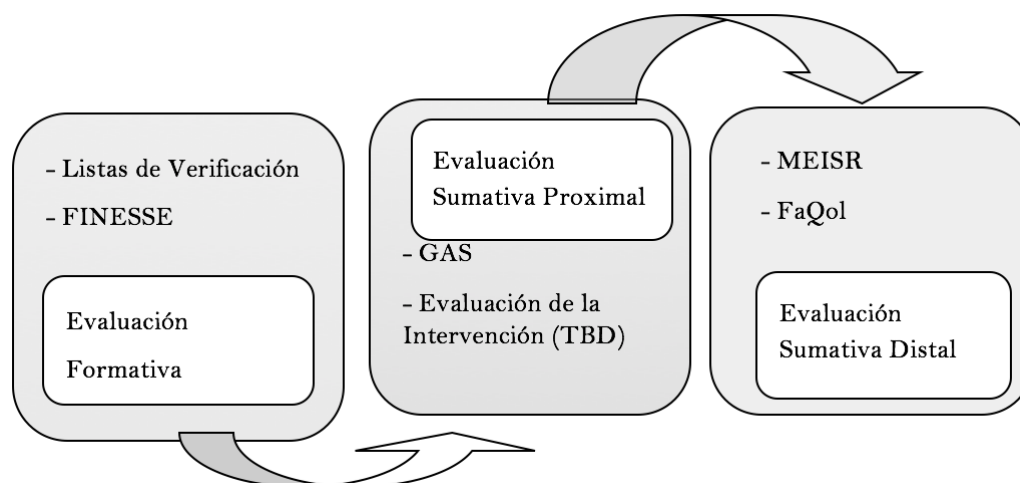 - Listas de Verificación
- FINESSE
Evaluación
Formativa
Evaluación
Sumativa Proximal
- GAS
- Evaluación de la
Intervención (TBD)
- MEISR
- FaQol
Evaluación
Sumativa Distal